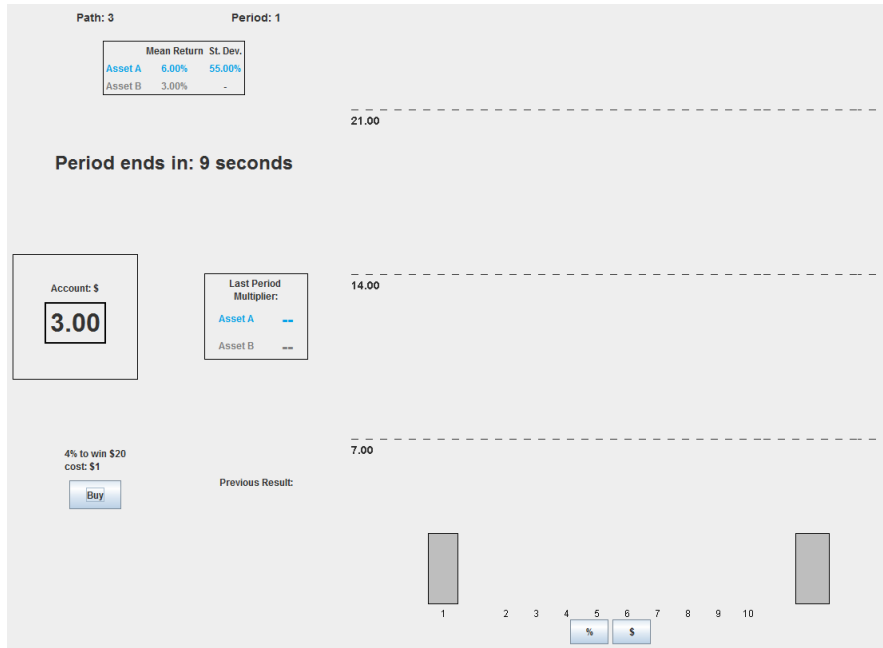 Path: 3 Period: 1
Mean Return St. Dev.
Asset A 6.00% 55.00%
Asset B 3.00% -
21.00
Period ends in: 9 seconds
Account: $
3.00
Last Period
Multiplier:
Asset A --
Asset B --
14.00
4% to win $20
cost: $1
Buy
Previous Result:
7.00
1 2 3 4 5 6 7 8 9 10
% $